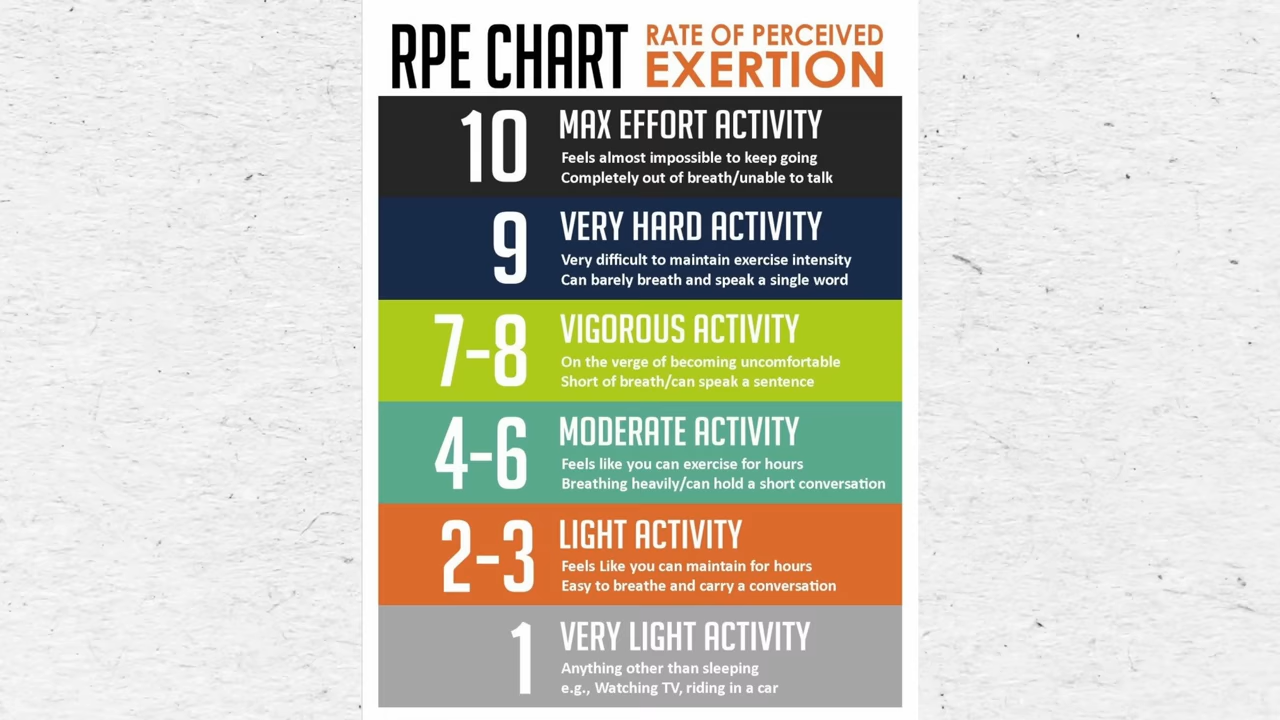 RPE CHART
RATE OF PERCEIVED
EXERTION
10
MAX EFFORT ACTIVITY
Feels almost impossible to keep going
Completely out of breath/unable to talk
9
VERY HARD ACTIVITY
Very difficult to maintain exercise intensity
Can barely breath and speak a single word
7-8
VIGOROUS ACTIVITY
On the verge of becoming uncomfortable
Short of breath/can speak a sentence
4-6
MODERATE ACTIVITY
Feels like you can exercise for hours
Breathing heavily/can hold a short conversation
2-3
LIGHT ACTIVITY
Feels Like you can maintain for hours
Easy to breathe and carry a conversation
1
VERY LIGHT ACTIVITY
Anything other than sleeping
e.g., Watching TV, riding in a car